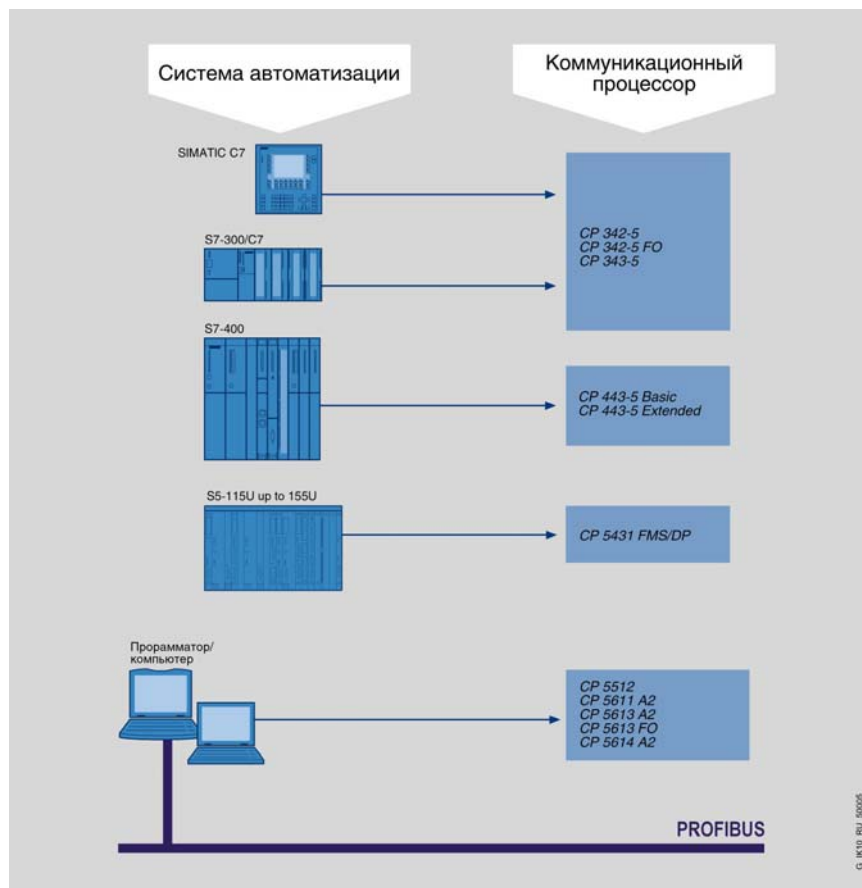 Система автоматизации
Коммуникационный
процессор
SIMATIC C7
CP 342-5
CP 342-5 FO
CP 343-5
S7-300/C7
S7-400
CP 443-5 Basic
CP 443-5 Extended
S5-115U up to 155U
CP 5431 FMS/DP
Прорамматор/
компьютер
CP 5512
CP 5611 A2
CP 5613 A2
CP 5613 FO
CP 5614 A2
PROFIBUS
G_IK10_RU_50005